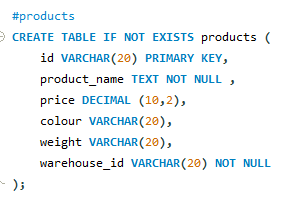 #products
CREATE TABLE IF NOT EXISTS products (
id VARCHAR(20) PRIMARY KEY,
product_name TEXT NOT NULL ,
price DECIMAL (10,2),
colour VARCHAR(20),
weight VARCHAR(20),
warehouse_id VARCHAR(20) NOT NULL
);